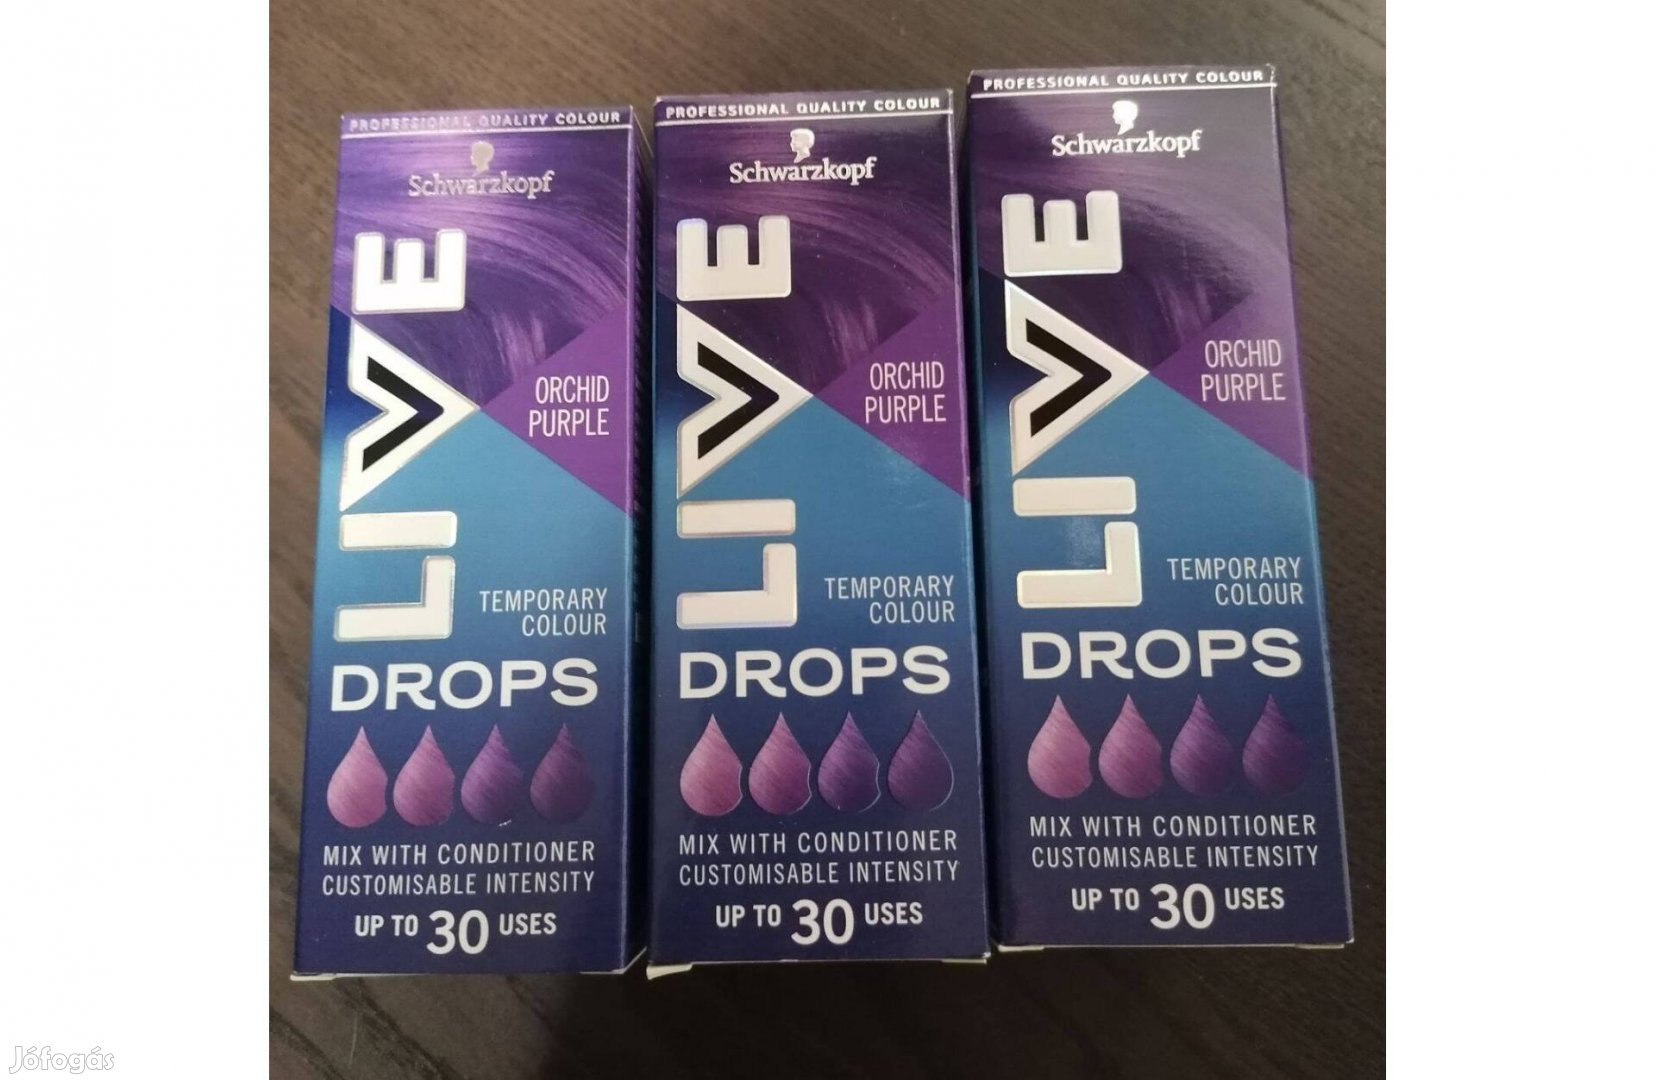 PROFESSIONAL QUALITY COLOUR
Schwarzkopf
LIVE
ORCHID
PURPLE
TEMPORARY
COLOUR
DROPS
MIX WITH CONDITIONER
CUSTOMISABLE INTENSITY
UP TO 30 USES
PROFESSIONAL QUALITY COLOUR
Schwarzkopf
LIVE
ORCHID
PURPLE
TEMPORARY
COLOUR
DROPS
MIX WITH CONDITIONER
CUSTOMISABLE INTENSITY
UP TO 30 USES
PROFESSIONAL QUALITY COLOUR
Schwarzkopf
LIVE
ORCHID
PURPLE
TEMPORARY
COLOUR
DROPS
MIX WITH CONDITIONER
CUSTOMISABLE INTENSITY
UP TO 30 USES
Jófogás